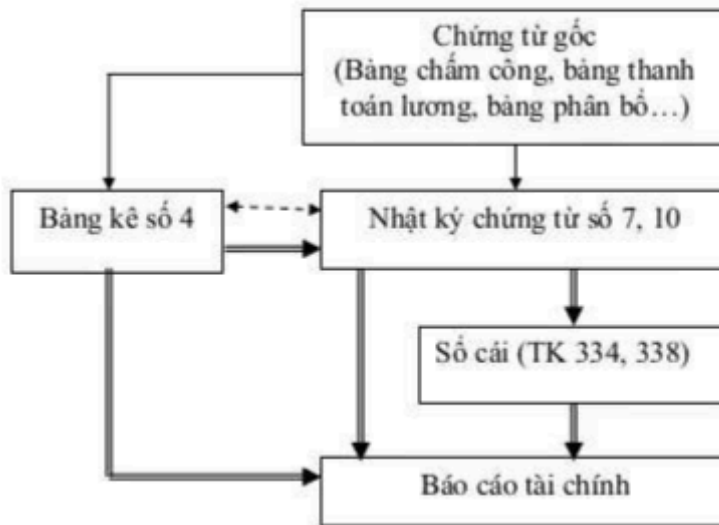 Chứng từ gốc
(Bảng chấm công, bảng thanh
toán lương, bảng phân bổ…)
Bảng kê số 4
Nhật ký chứng từ số 7, 10
Sổ cái (TK 334, 338)
Báo cáo tài chính